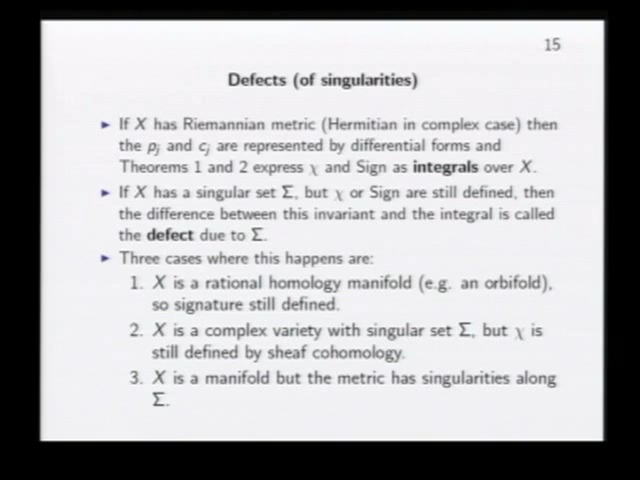 15
Defects (of singularities)
► If X has Riemannian metric (Hermitian in complex case) then
the pj and cj are represented by differential forms and
Theorems 1 and 2 express χ and Sign as integrals over X.
► If X has a singular set Σ, but χ or Sign are still defined, then
the difference between this invariant and the integral is called
the defect due to Σ.
► Three cases where this happens are:
1. X is a rational homology manifold (e.g. an orbifold),
so signature still defined.
2. X is a complex variety with singular set Σ, but χ is
still defined by sheaf cohomology.
3. X is a manifold but the metric has singularities along
Σ.